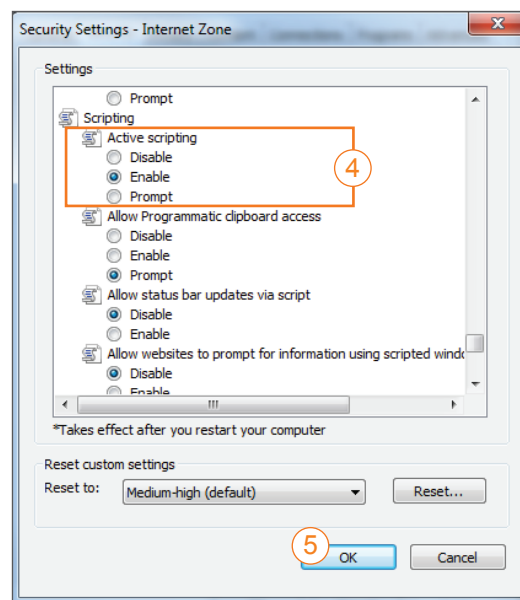 Security Settings - Internet Zone
x
Settings
Prompt
Scripting
Active scripting
Disable
Enable
4
Prompt
Allow Programmatic clipboard access
Disable
Enable
Prompt
Allow status bar updates via script
Disable
Enable
Allow websites to prompt for information using scripted windo
Disable
Enable
*Takes effect after you restart your computer
Reset custom settings
Reset to: Medium-high (default) Reset...
5 OK Cancel